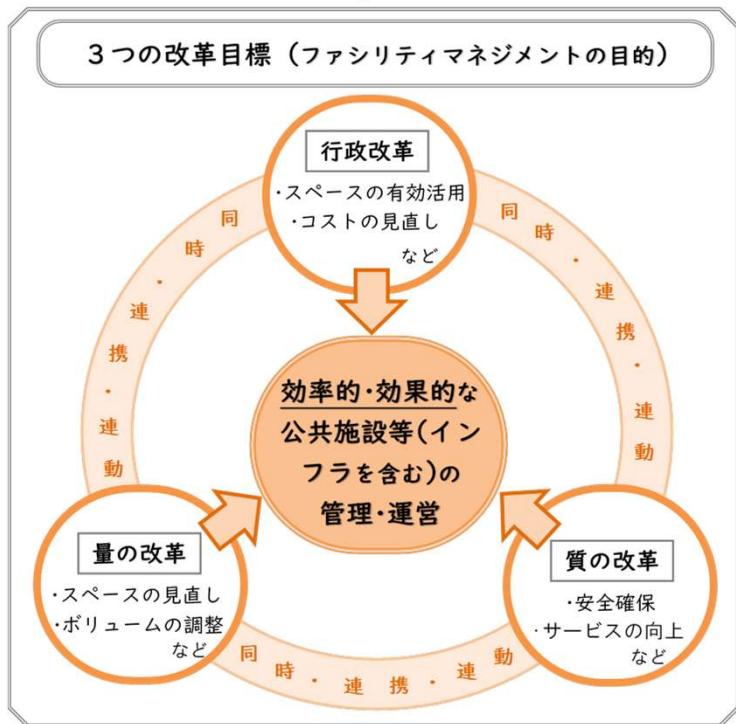 3つの改革目標（ファシリティマネジメントの目的）
行政改革
・スペースの有効活用
・コストの見直し
など
同時・連携・連動
同時・連携・連動
効率的・効果的な
公共施設等（イン
フラを含む）の
管理・運営
量の改革
・スペースの見直し
・ボリュームの調整
など
質の改革
・安全確保
・サービスの向上
など
同時・連携・連動